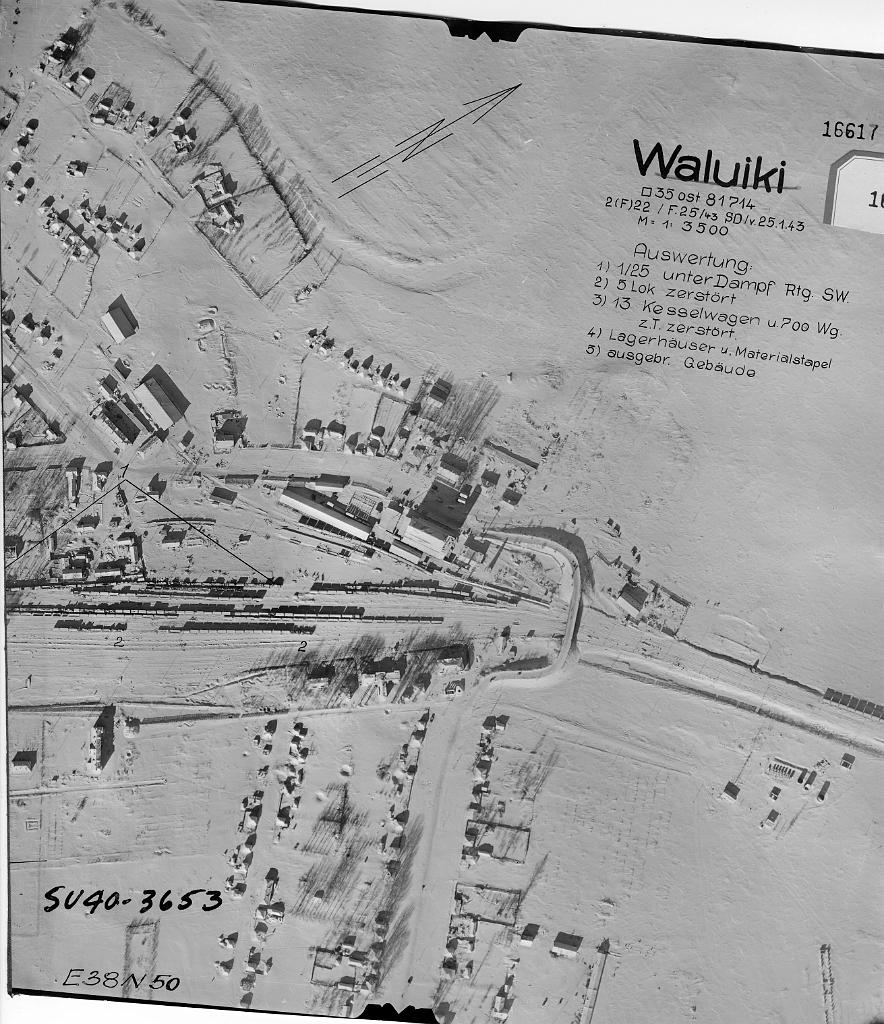 16617
Waluiki
□35 ost 81714
2(F)22 / F.25/43 SD/v.25.1.43
M = 1: 3500
Auswertung:
1) 1/25 unter Dampf Rtg. SW.
2) 5 Lok zerstört
3) 13 Kesselwagen u. 700 Wg.
z.T. zerstört.
4) Lagerhäuser u. Materialstapel
5) ausgebr. Gebäude
N
1
2
2
SU40-3653
E38N50